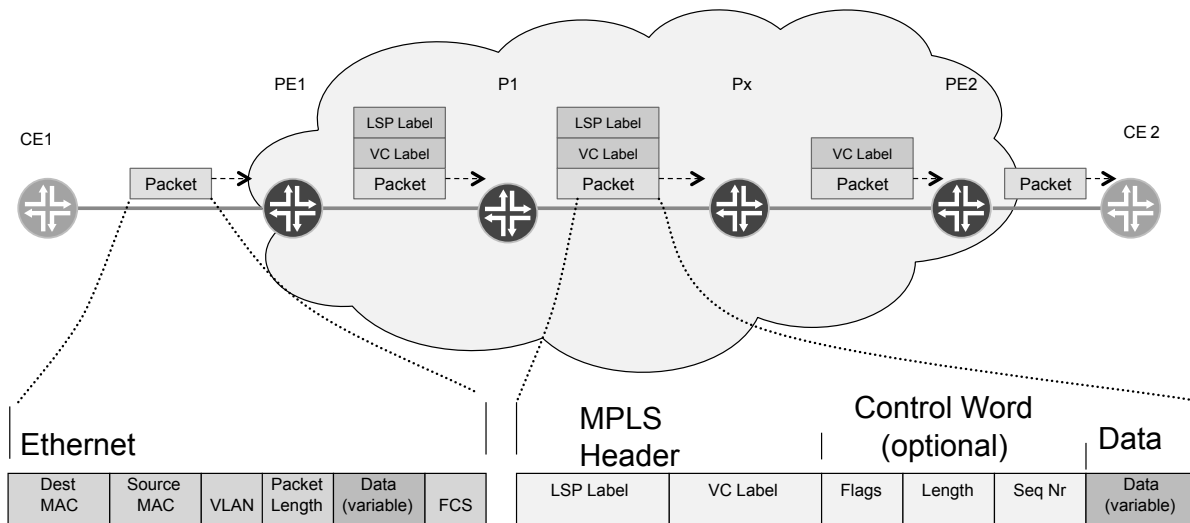 PE1
P1
Px
PE2
CE1
CE 2
LSP Label
VC Label
Packet
LSP Label
VC Label
Packet
VC Label
Packet
Packet
Packet
Ethernet
MPLS
Header
Control Word
(optional)
Data
Dest
MAC
Source
MAC
VLAN
Packet
Length
Data
(variable)
FCS
LSP Label
VC Label
Flags
Length
Seq Nr
Data
(variable)